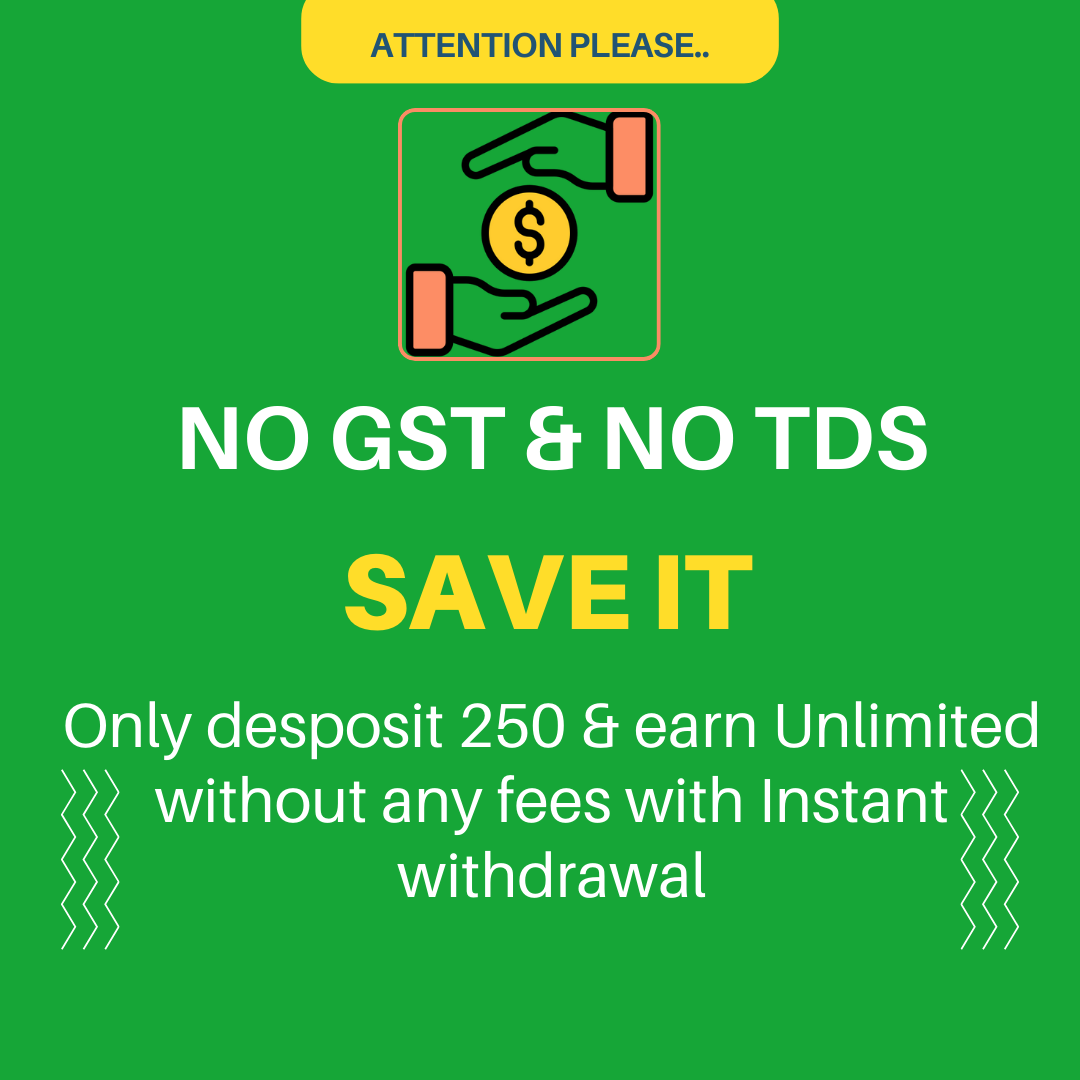 ATTENTION PLEASE..
$
NO GST & NO TDS
SAVE IT
Only desposit 250 & earn Unlimited
without any fees with Instant
withdrawal